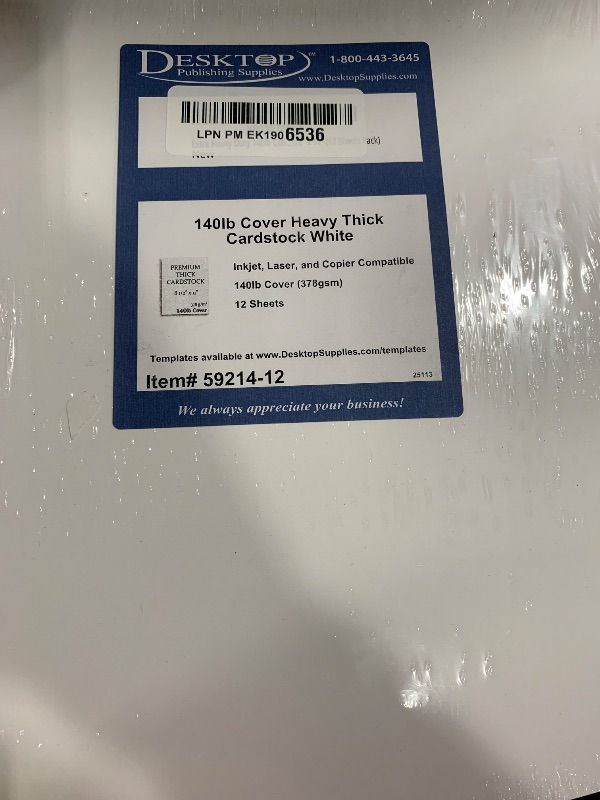 DESKTOP™
Publishing Supplies
1-800-443-3645
www.DesktopSupplies.com
LPN PM EK1906536
ack)
140lb Cover Heavy Thick
Cardstock White
PREMIUM
THICK
CARDSTOCK
140lb Cover
Inkjet, Laser, and Copier Compatible
140lb Cover (378gsm)
12 Sheets
Templates available at www.DesktopSupplies.com/templates
Item# 59214-12
25113
We always appreciate your business!